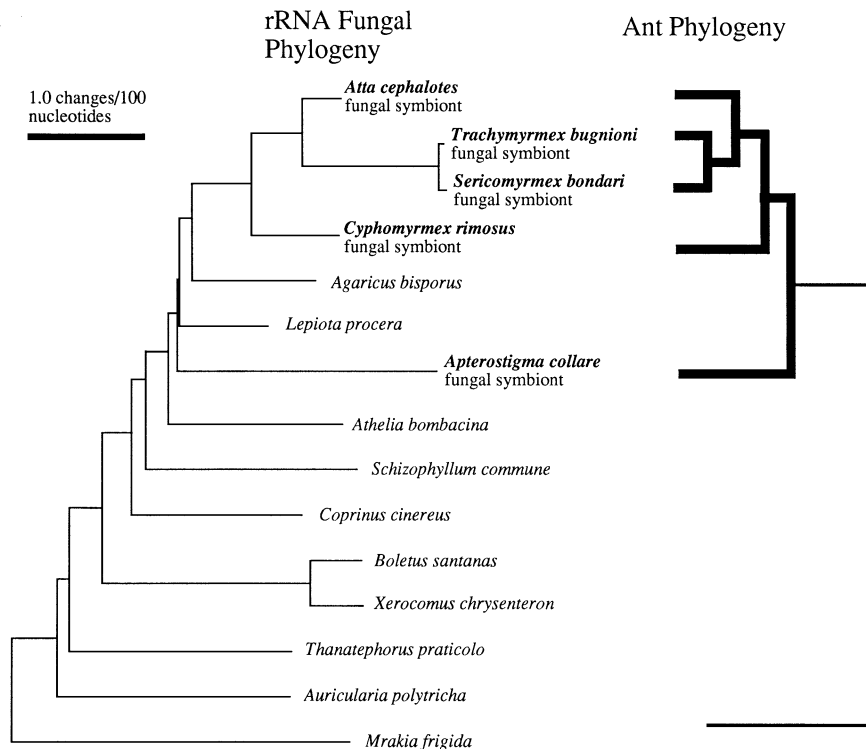 rRNA Fungal
Phylogeny
Ant Phylogeny
1.0 changes/100
nucleotides
Atta cephalotes
fungal symbiont
Trachymyrmex bugnioni
fungal symbiont
Sericomyrmex bondari
fungal symbiont
Cyphomyrmex rimosus
fungal symbiont
Agaricus bisporus
Lepiota procera
Apterostigma collare
fungal symbiont
Athelia bombacina
Schizophyllum commune
Coprinus cinereus
Boletus santanas
Xerocomus chrysenteron
Thanatephorus praticolo
Auricularia polytricha
Mrakia frigida